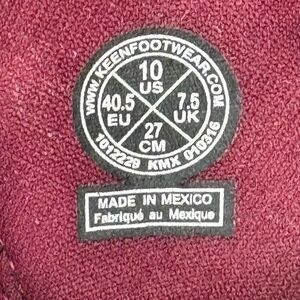 WWW.KEENFOOTWEAR.COM
10
US
40.5
EU
7.5
UK
27
CM
1012229 KMX 010316
MADE IN MEXICO
Fabriqué au Mexique